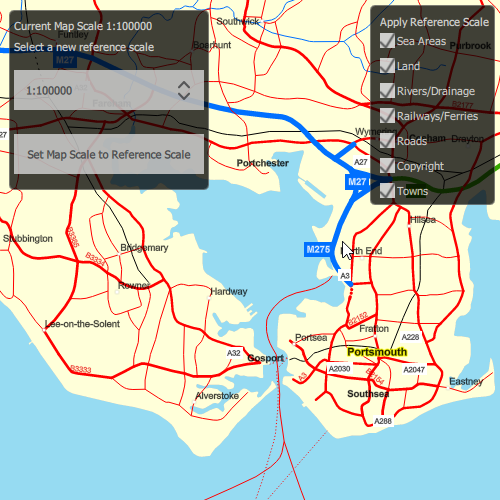 Current Map Scale 1:100000
Select a new reference scale
1:100000
Set Map Scale to Reference Scale
Apply Reference Scale
Sea Areas
Land
Rivers/Drainage
Railways/Ferries
Roads
Copyright
Towns
Southwick
Boarhunt
M27
Purbrook
B2177
Wymering
Cosham
Drayton
A27
Portchester
M27
Hilsea
Stubbington
B3385
B3334
Bridgemary
M275
North End
A3
Rowner
Hardway
B2152
Lee-on-the-Solent
Fratton
Portsea
A228
A32
Gosport
Portsmouth
B3333
A3
A2030
B2154
A2047
Eastney
Alverstoke
Southsea
A288